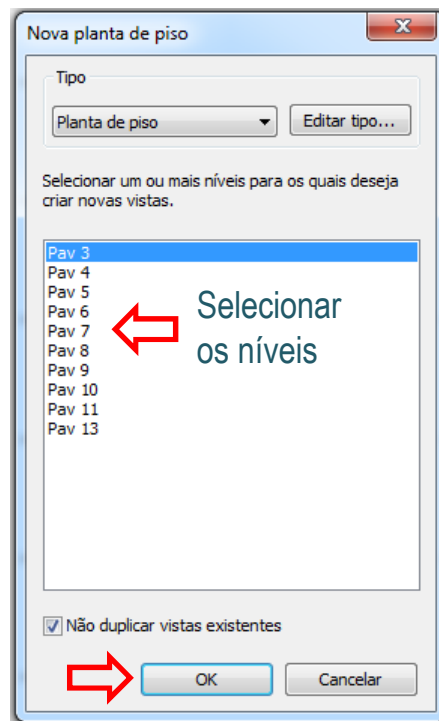 Nova planta de piso
Tipo
Planta de piso
Editar tipo...
Selecionar um ou mais níveis para os quais deseja
criar novas vistas.
Pav 3
Pav 4
Pav 5
Pav 6
Pav 7
Pav 8
Pav 9
Pav 10
Pav 11
Pav 13
Selecionar
os níveis
Não duplicar vistas existentes
OK
Cancelar